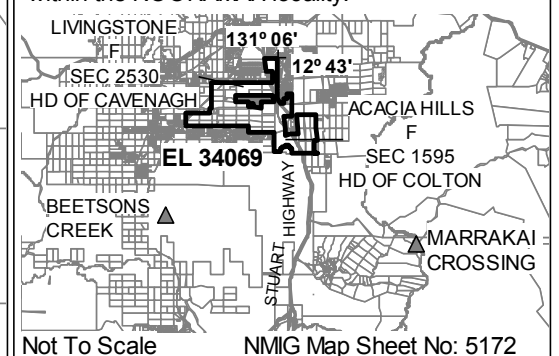 LIVINGSTONE
F
131° 06'
12° 43'
SEC 2530
HD OF CAVENAGH
ACACIA HILLS
F
SEC 1595
HD OF COLTON
EL 34069
BEETSONS
CREEK
STUART HIGHWAY
MARRAKAI
CROSSING
Not To Scale
NMIG Map Sheet No: 5172